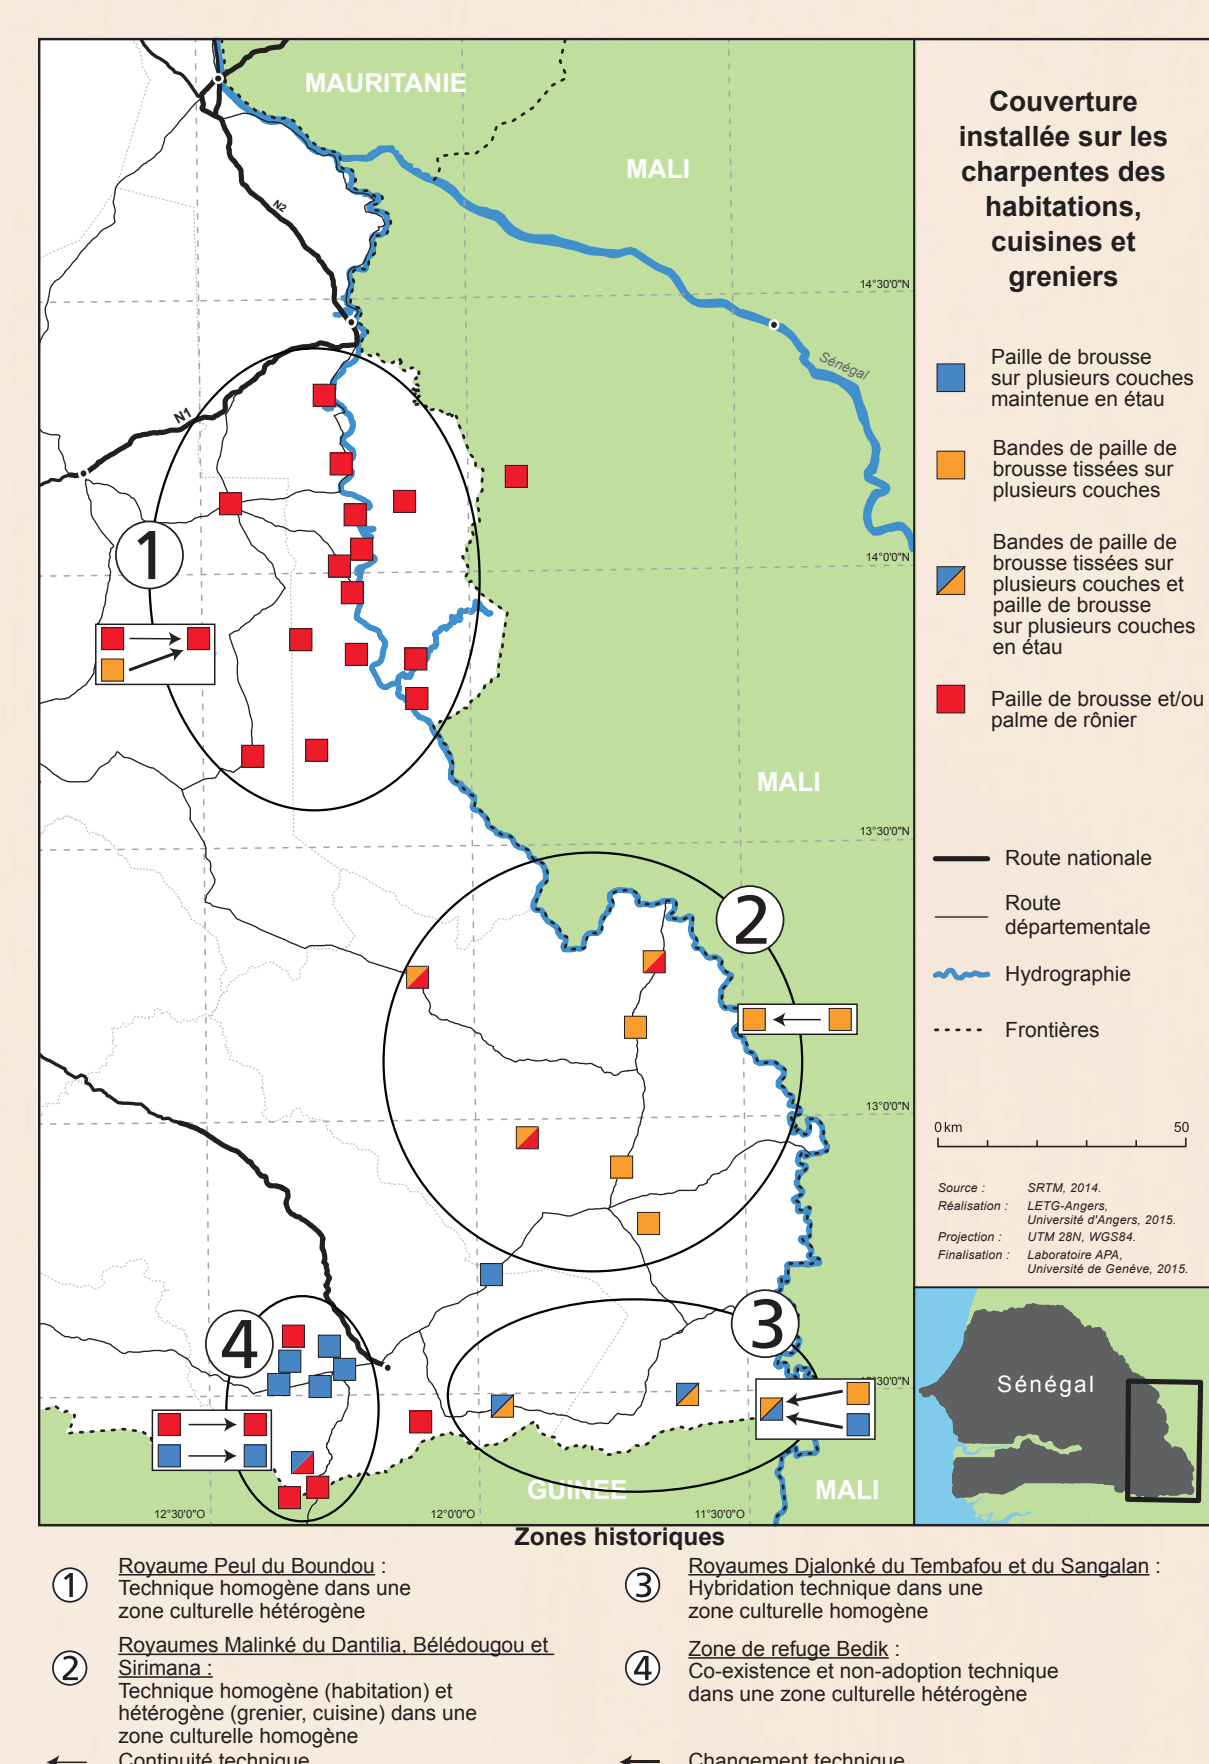 MAURITANIE
MALI
N2
14°30'0"N
Sénégal
N1
14°0'0"N
1
MALI
13°30'0"N
2
13°0'0"N
3
4
12°30'0"O
12°0'0"O
11°30'0"O
GUINEE
MALI
Couverture
installée sur les
charpentes des
habitations,
cuisines et
greniers
Paille de brousse
sur plusieurs couches
maintenue en étau
Bandes de paille de
brousse tissées sur
plusieurs couches
Bandes de paille de
brousse tissées sur
plusieurs couches et
paille de brousse
sur plusieurs couches
en étau
Paille de brousse et/ou
palme de rônier
Route nationale
Route
départementale
Hydrographie
Frontières
0 km 50
Source : SRTM, 2014.
Réalisation : LETG-Angers,
Université d'Angers, 2015.
Projection : UTM 28N, WGS84.
Finalisation : Laboratoire APA,
Université de Genève, 2015.
Sénégal
Zones historiques
1 Royaume Peul du Boundou :
Technique homogène dans une
zone culturelle hétérogène
2 Royaumes Malinké du Dantilia, Bélédougou et
Sirimana :
Technique homogène (habitation) et
hétérogène (grenier, cuisine) dans une
zone culturelle homogène
Continuité technique
3 Royaumes Djalonké du Tembafou et du Sangalan :
Hybridation technique dans une
zone culturelle homogène
4 Zone de refuge Bedik :
Co-existence et non-adoption technique
dans une zone culturelle hétérogène
Changement technique